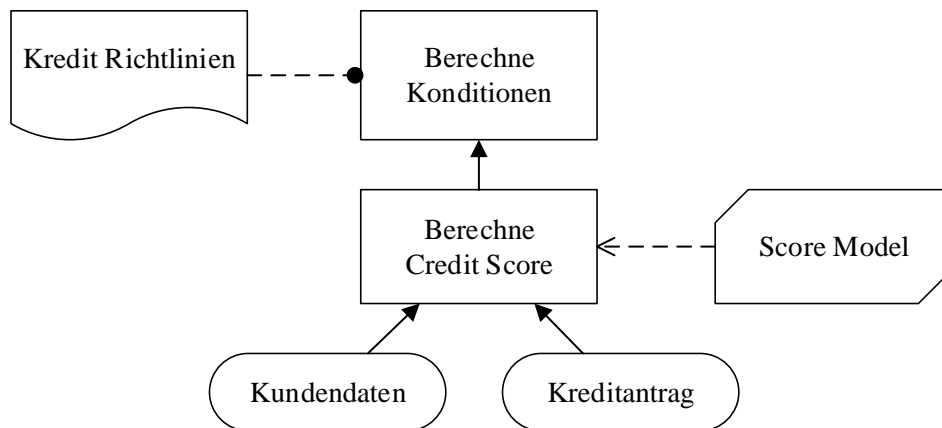 Kredit Richtlinien
Berechne
Konditionen
Berechne
Credit Score
Score Model
Kundendaten
Kreditantrag